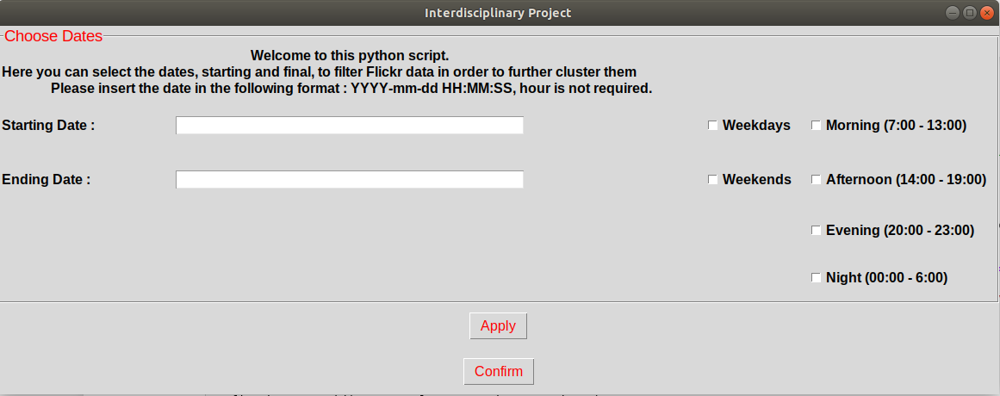 Interdisciplinary Project
Choose Dates
Welcome to this python script.
Here you can select the dates, starting and final, to filter Flickr data in order to further cluster them
Please insert the date in the following format : YYYY-mm-dd HH:MM:SS, hour is not required.
Starting Date :
Weekdays
Morning (7:00 - 13:00)
Ending Date :
Weekends
Afternoon (14:00 - 19:00)
Evening (20:00 - 23:00)
Night (00:00 - 6:00)
Apply
Confirm